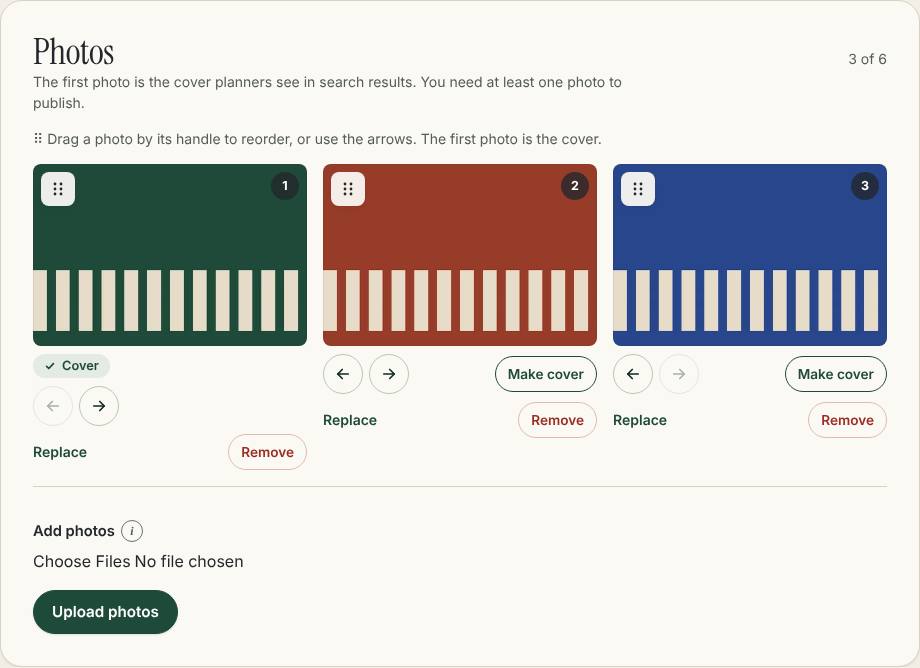 Photos
3 of 6
The first photo is the cover planners see in search results. You need at least one photo to
publish.
Drag a photo by its handle to reorder, or use the arrows. The first photo is the cover.
1
2
3
Cover
Make cover
Make cover
Replace
Remove
Replace
Remove
Replace
Remove
Add photos i
Choose Files No file chosen
Upload photos